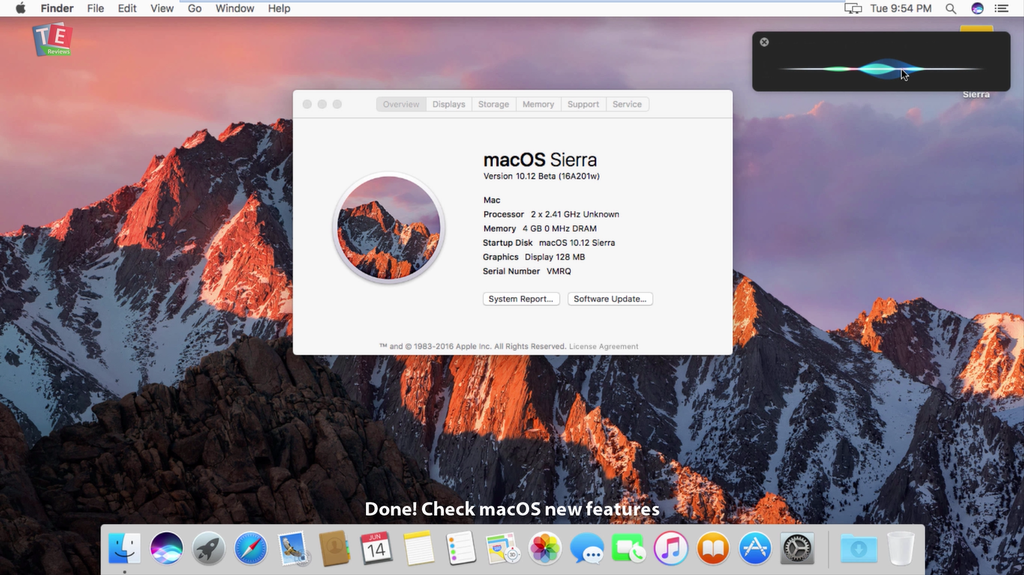 Finder File Edit View Go Window Help Tue 9:54 PM
TE
Reviews
Sierra
Overview Displays Storage Memory Support Service
macOS Sierra
Version 10.12 Beta (16A201w)
Mac
Processor 2 x 2.41 GHz Unknown
Memory 4 GB 0 MHz DRAM
Startup Disk macOS 10.12 Sierra
Graphics Display 128 MB
Serial Number VMRQ
System Report... Software Update...
™ and © 1983-2016 Apple Inc. All Rights Reserved. License Agreement
Done! Check macOS new features
JUN
14